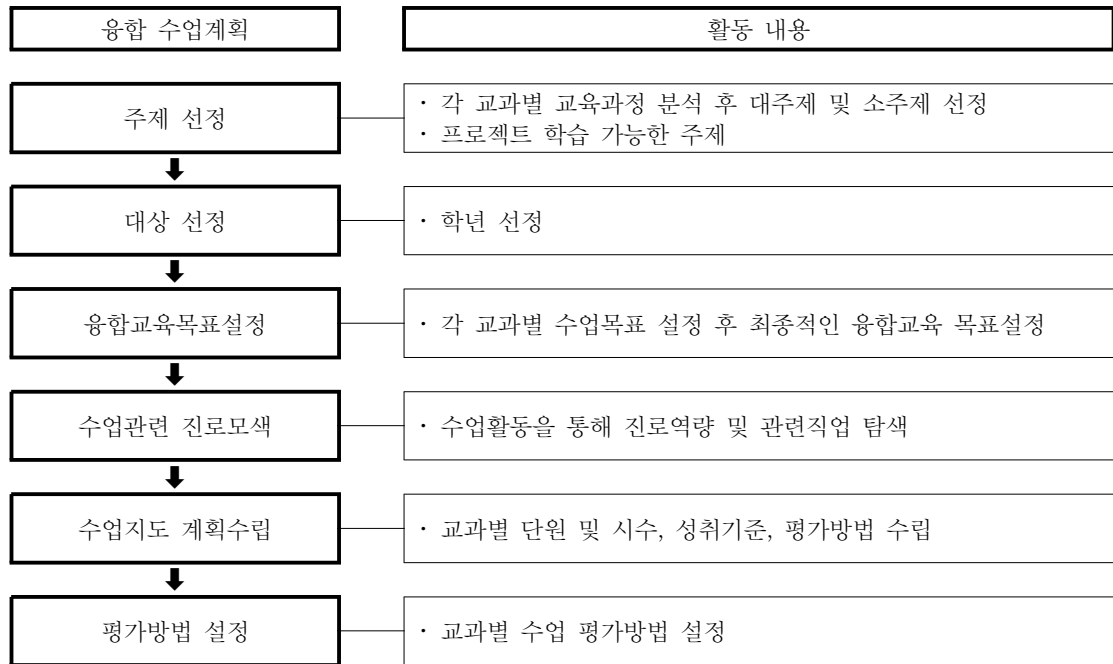 융합 수업계획
활동 내용
주제 선정
· 각 교과별 교육과정 분석 후 대주제 및 소주제 선정
· 프로젝트 학습 가능한 주제
대상 선정
· 학년 선정
융합교육목표설정
· 각 교과별 수업목표 설정 후 최종적인 융합교육 목표설정
수업관련 진로모색
· 수업활동을 통해 진로역량 및 관련직업 탐색
수업지도 계획수립
· 교과별 단원 및 시수, 성취기준, 평가방법 수립
평가방법 설정
· 교과별 수업 평가방법 설정